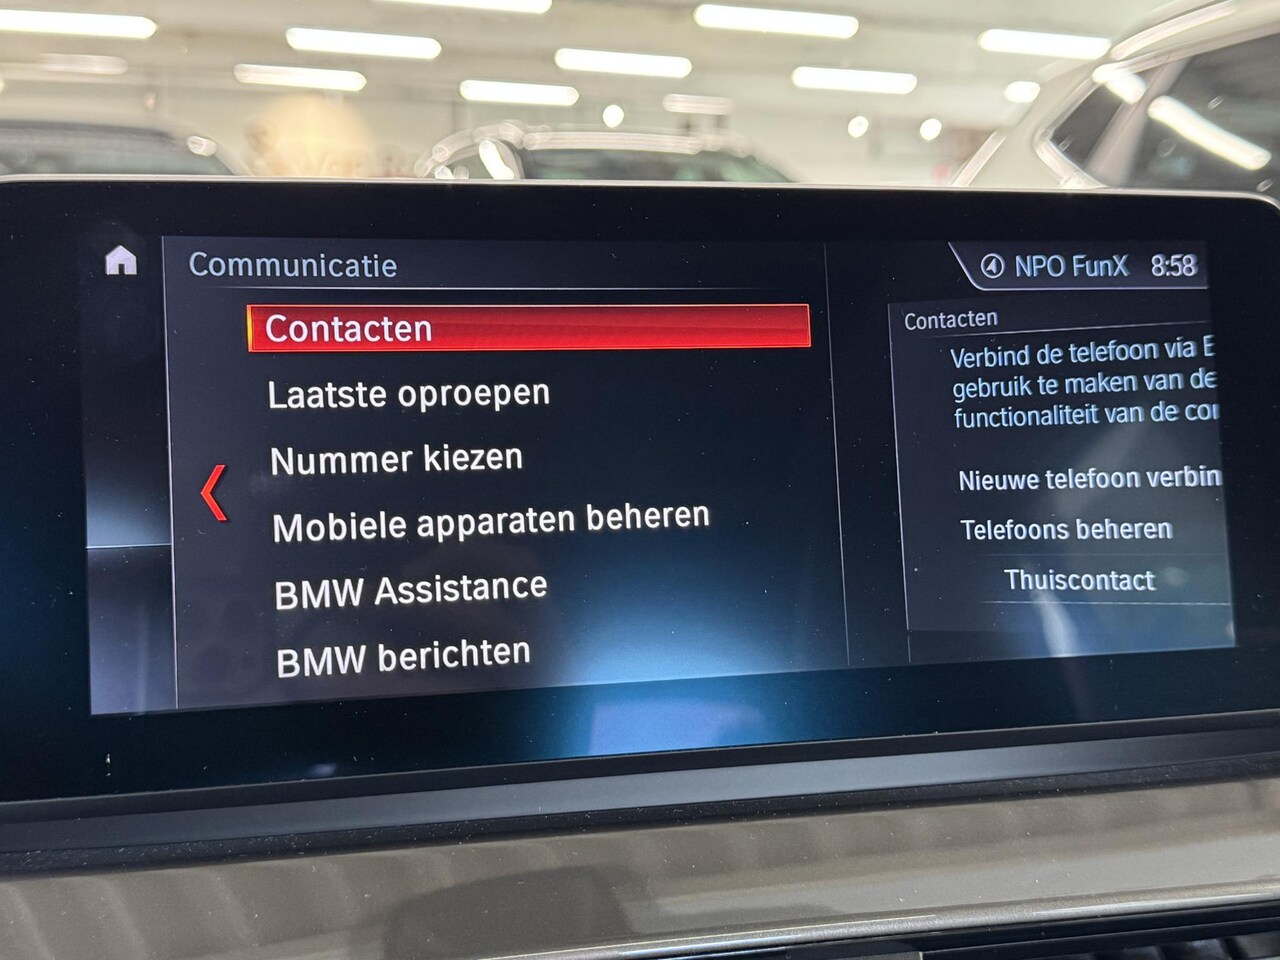 Communicatie
NPO FunX 8:58
Contacten
Laatste oproepen
Nummer kiezen
Mobiele apparaten beheren
BMW Assistance
BMW berichten
Contacten
Verbind de telefoon via
gebruik te maken van de
functionaliteit van de
Nieuwe telefoon
Telefoons beheren
Thuiscontact